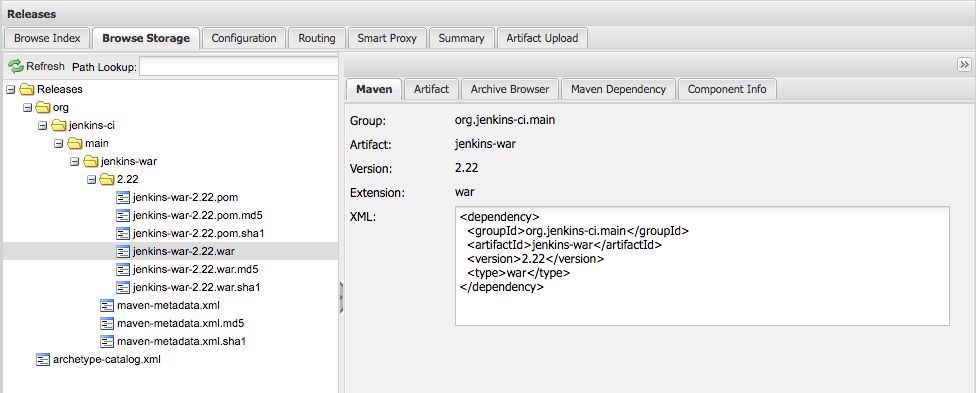 Releases
Browse Index Browse Storage Configuration Routing Smart Proxy Summary Artifact Upload
Refresh Path Lookup:
Releases
org
jenkins-ci
main
jenkins-war
2.22
jenkins-war-2.22.pom
jenkins-war-2.22.pom.md5
jenkins-war-2.22.pom.sha1
jenkins-war-2.22.war
jenkins-war-2.22.war.md5
jenkins-war-2.22.war.sha1
maven-metadata.xml
maven-metadata.xml.md5
maven-metadata.xml.sha1
archetype-catalog.xml
Maven Artifact Archive Browser Maven Dependency Component Info
Group: org.jenkins-ci.main
Artifact: jenkins-war
Version: 2.22
Extension: war
XML:
<dependency>
<groupId>org.jenkins-ci.main</groupId>
<artifactId>jenkins-war</artifactId>
<version>2.22</version>
<type>war</type>
</dependency>